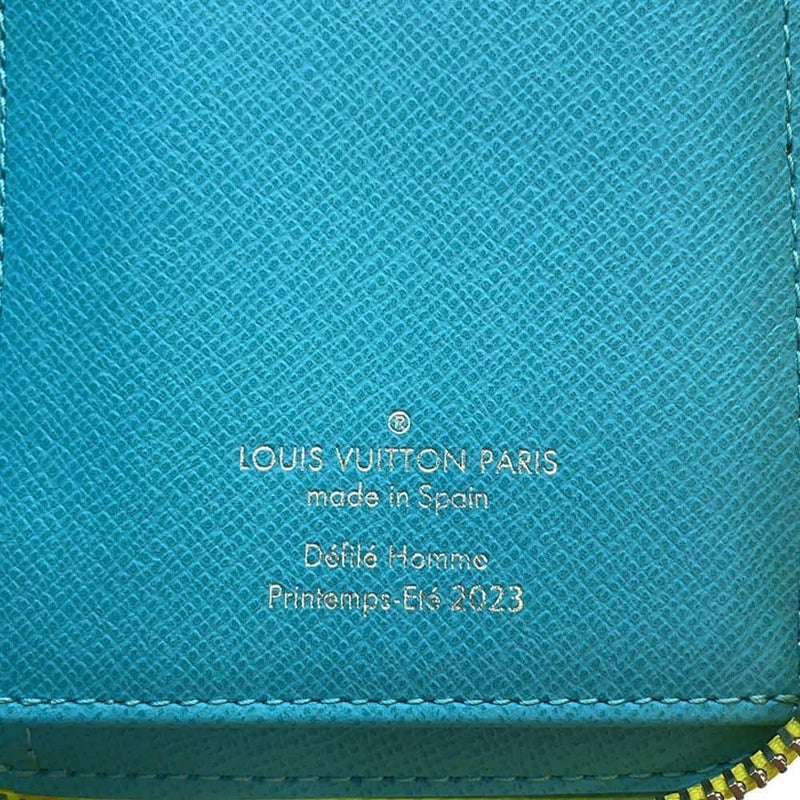 ®
LOUIS VUITTON PARIS
made in Spain
Défilé Homme
Printemps-Eté 2023